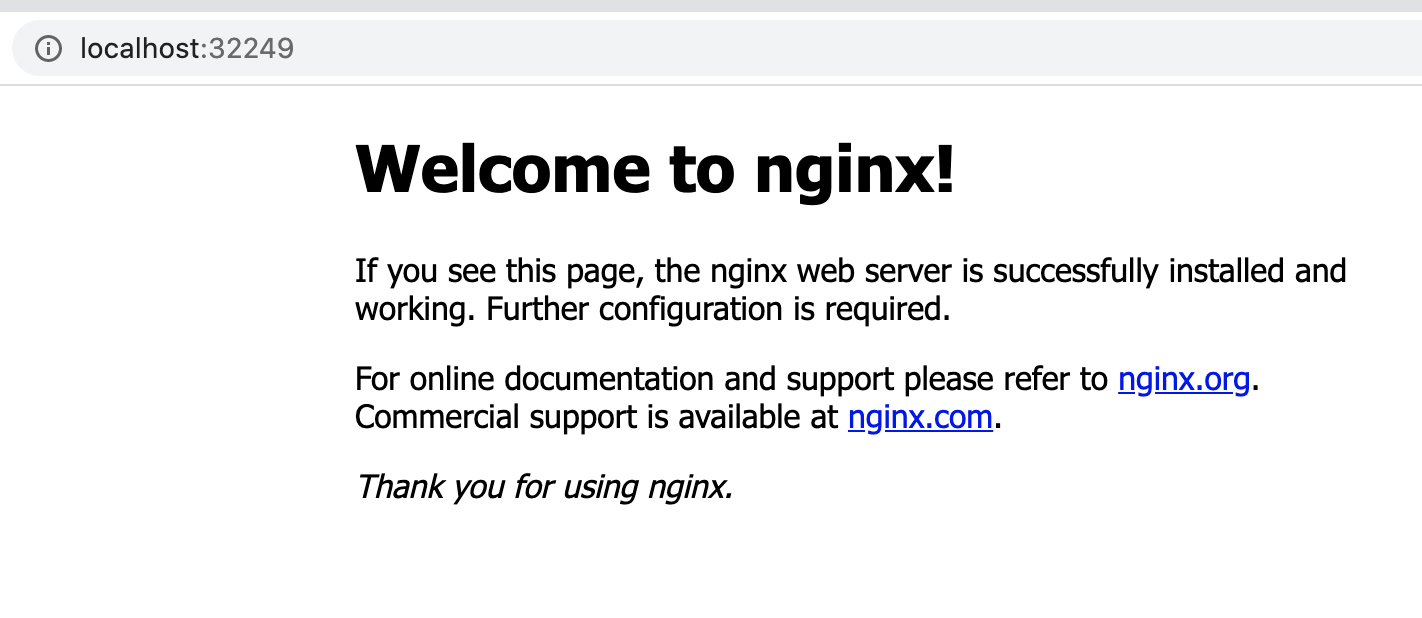 localhost:32249
Welcome to nginx!
If you see this page, the nginx web server is successfully installed and
working. Further configuration is required.
For online documentation and support please refer to nginx.org.
Commercial support is available at nginx.com.
Thank you for using nginx.